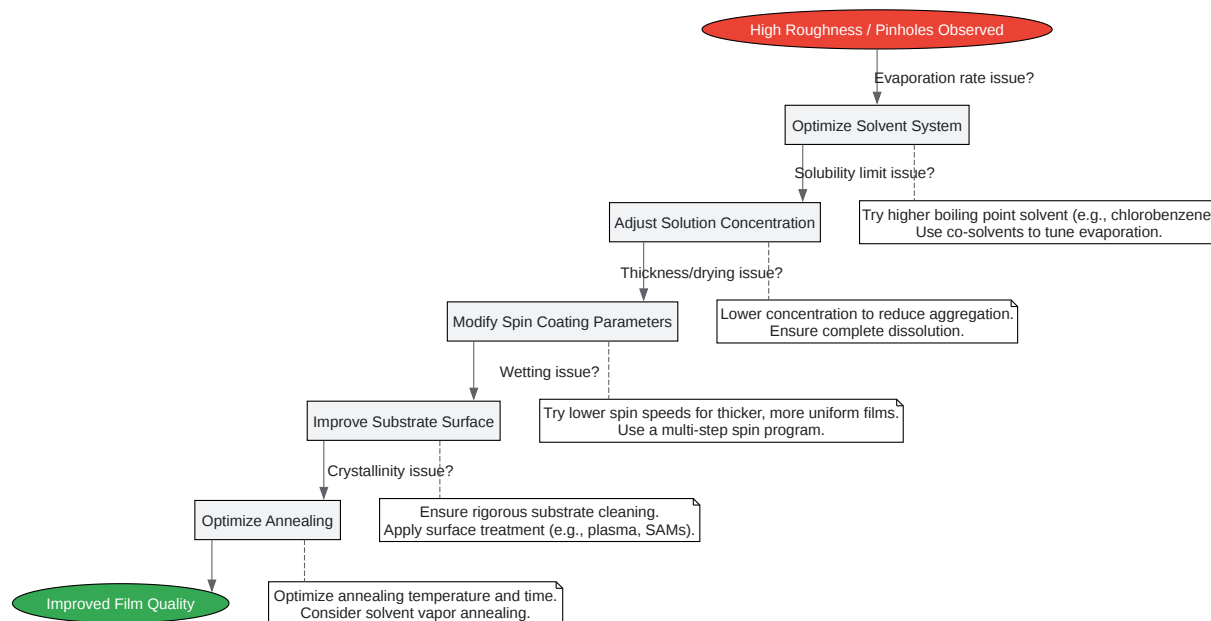 High Roughness / Pinholes Observed
Evaporation rate issue?
Optimize Solvent System
Solubility limit issue?
Try higher boiling point solvent (e.g., chlorobenzene
Use co-solvents to tune evaporation.
Adjust Solution Concentration
Thickness/drying issue?
Lower concentration to reduce aggregation.
Ensure complete dissolution.
Modify Spin Coating Parameters
Wetting issue?
Try lower spin speeds for thicker, more uniform films.
Use a multi-step spin program.
Improve Substrate Surface
Crystallinity issue?
Ensure rigorous substrate cleaning.
Apply surface treatment (e.g., plasma, SAMs).
Optimize Annealing
Optimize annealing temperature and time.
Consider solvent vapor annealing.
Improved Film Quality